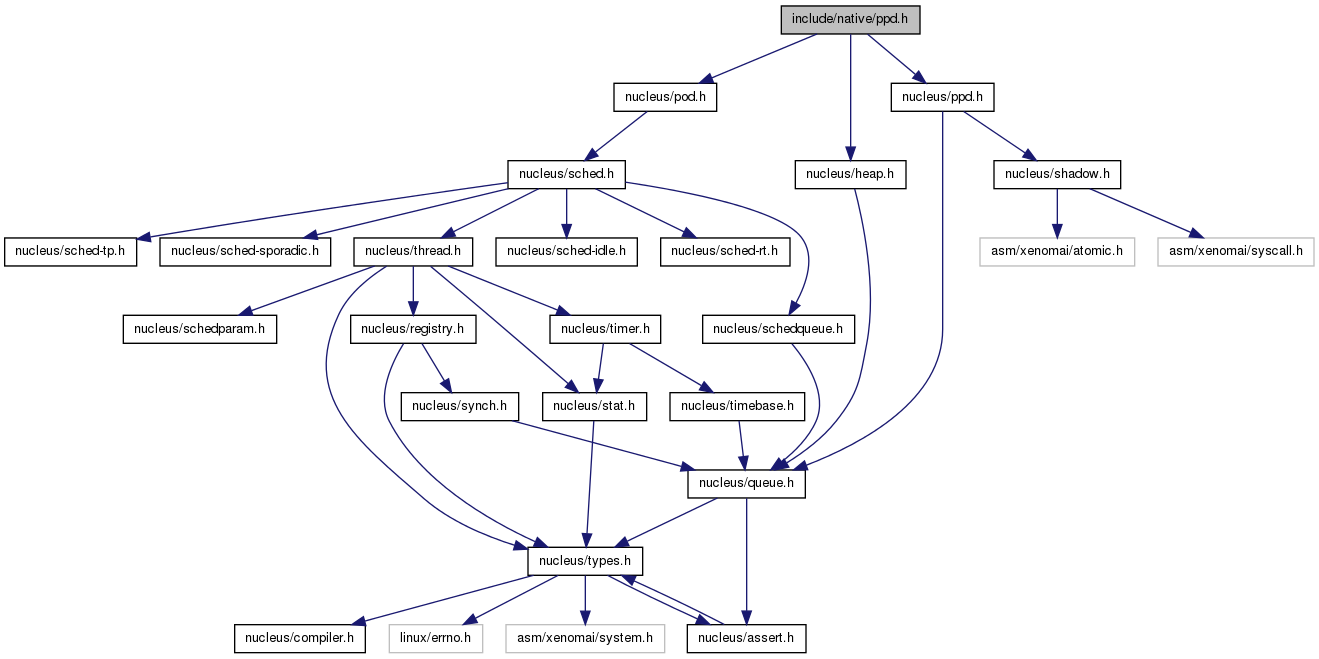 include/native/ppd.h
nucleus/pod.h
nucleus/ppd.h
nucleus/sched.h
nucleus/heap.h
nucleus/shadow.h
nucleus/sched-tp.h
nucleus/sched-sporadic.h
nucleus/thread.h
nucleus/sched-idle.h
nucleus/sched-rt.h
asm/xenomai/atomic.h
asm/xenomai/syscall.h
nucleus/schedparam.h
nucleus/registry.h
nucleus/timer.h
nucleus/schedqueue.h
nucleus/synch.h
nucleus/stat.h
nucleus/timebase.h
nucleus/queue.h
nucleus/types.h
nucleus/compiler.h
linux/errno.h
asm/xenomai/system.h
nucleus/assert.h